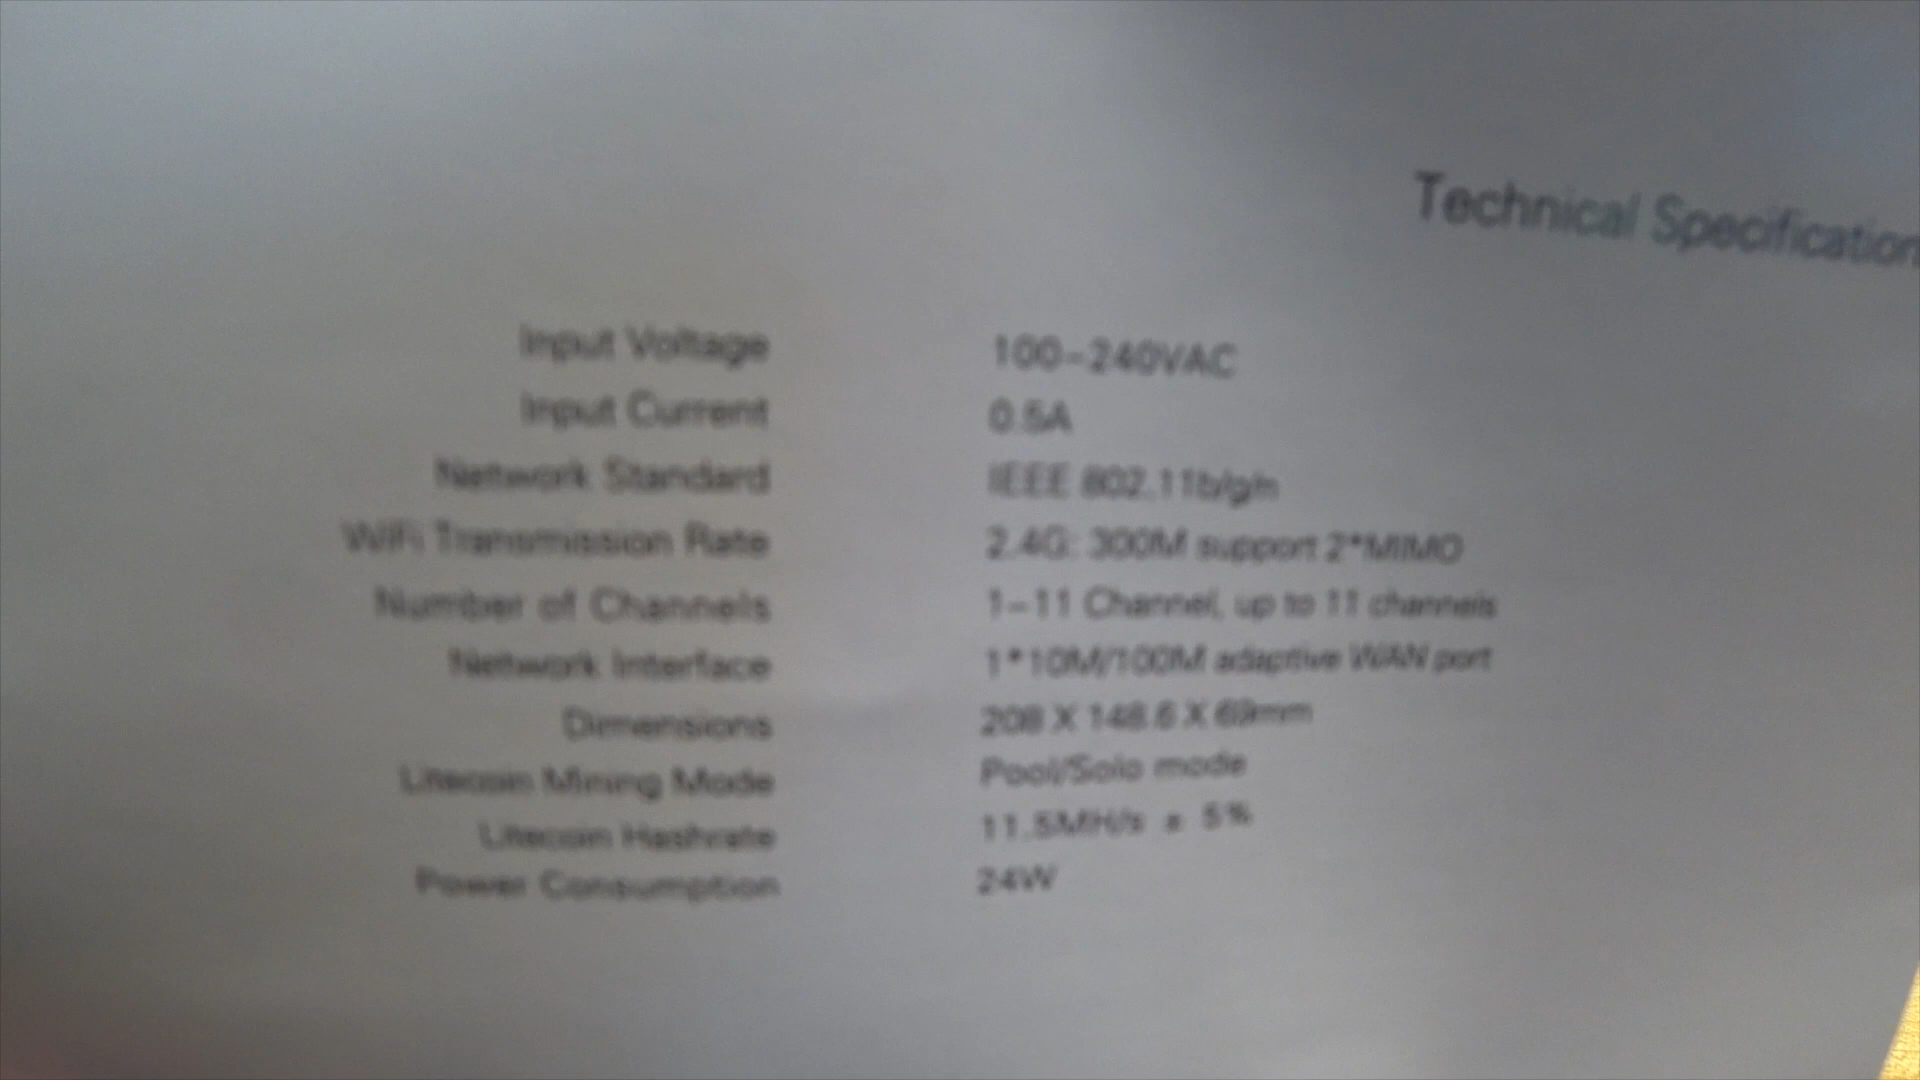 Technical Specification
Input Voltage 100-240VAC
Input Current 0.5A
Network Standard IEEE 802.11b/g/n
WiFi Transmission Rate 2.4G: 300M support 2*MIMO
Number of Channels 1-11 Channel, up to 11 channels
Network Interface 1*10M/100M adaptive WAN port
Dimensions 208 X 148.6 X 69mm
Litecoin Mining Mode Pool/Solo mode
Litecoin Hashrate 11.5MH/s ± 5%
Power Consumption 24W